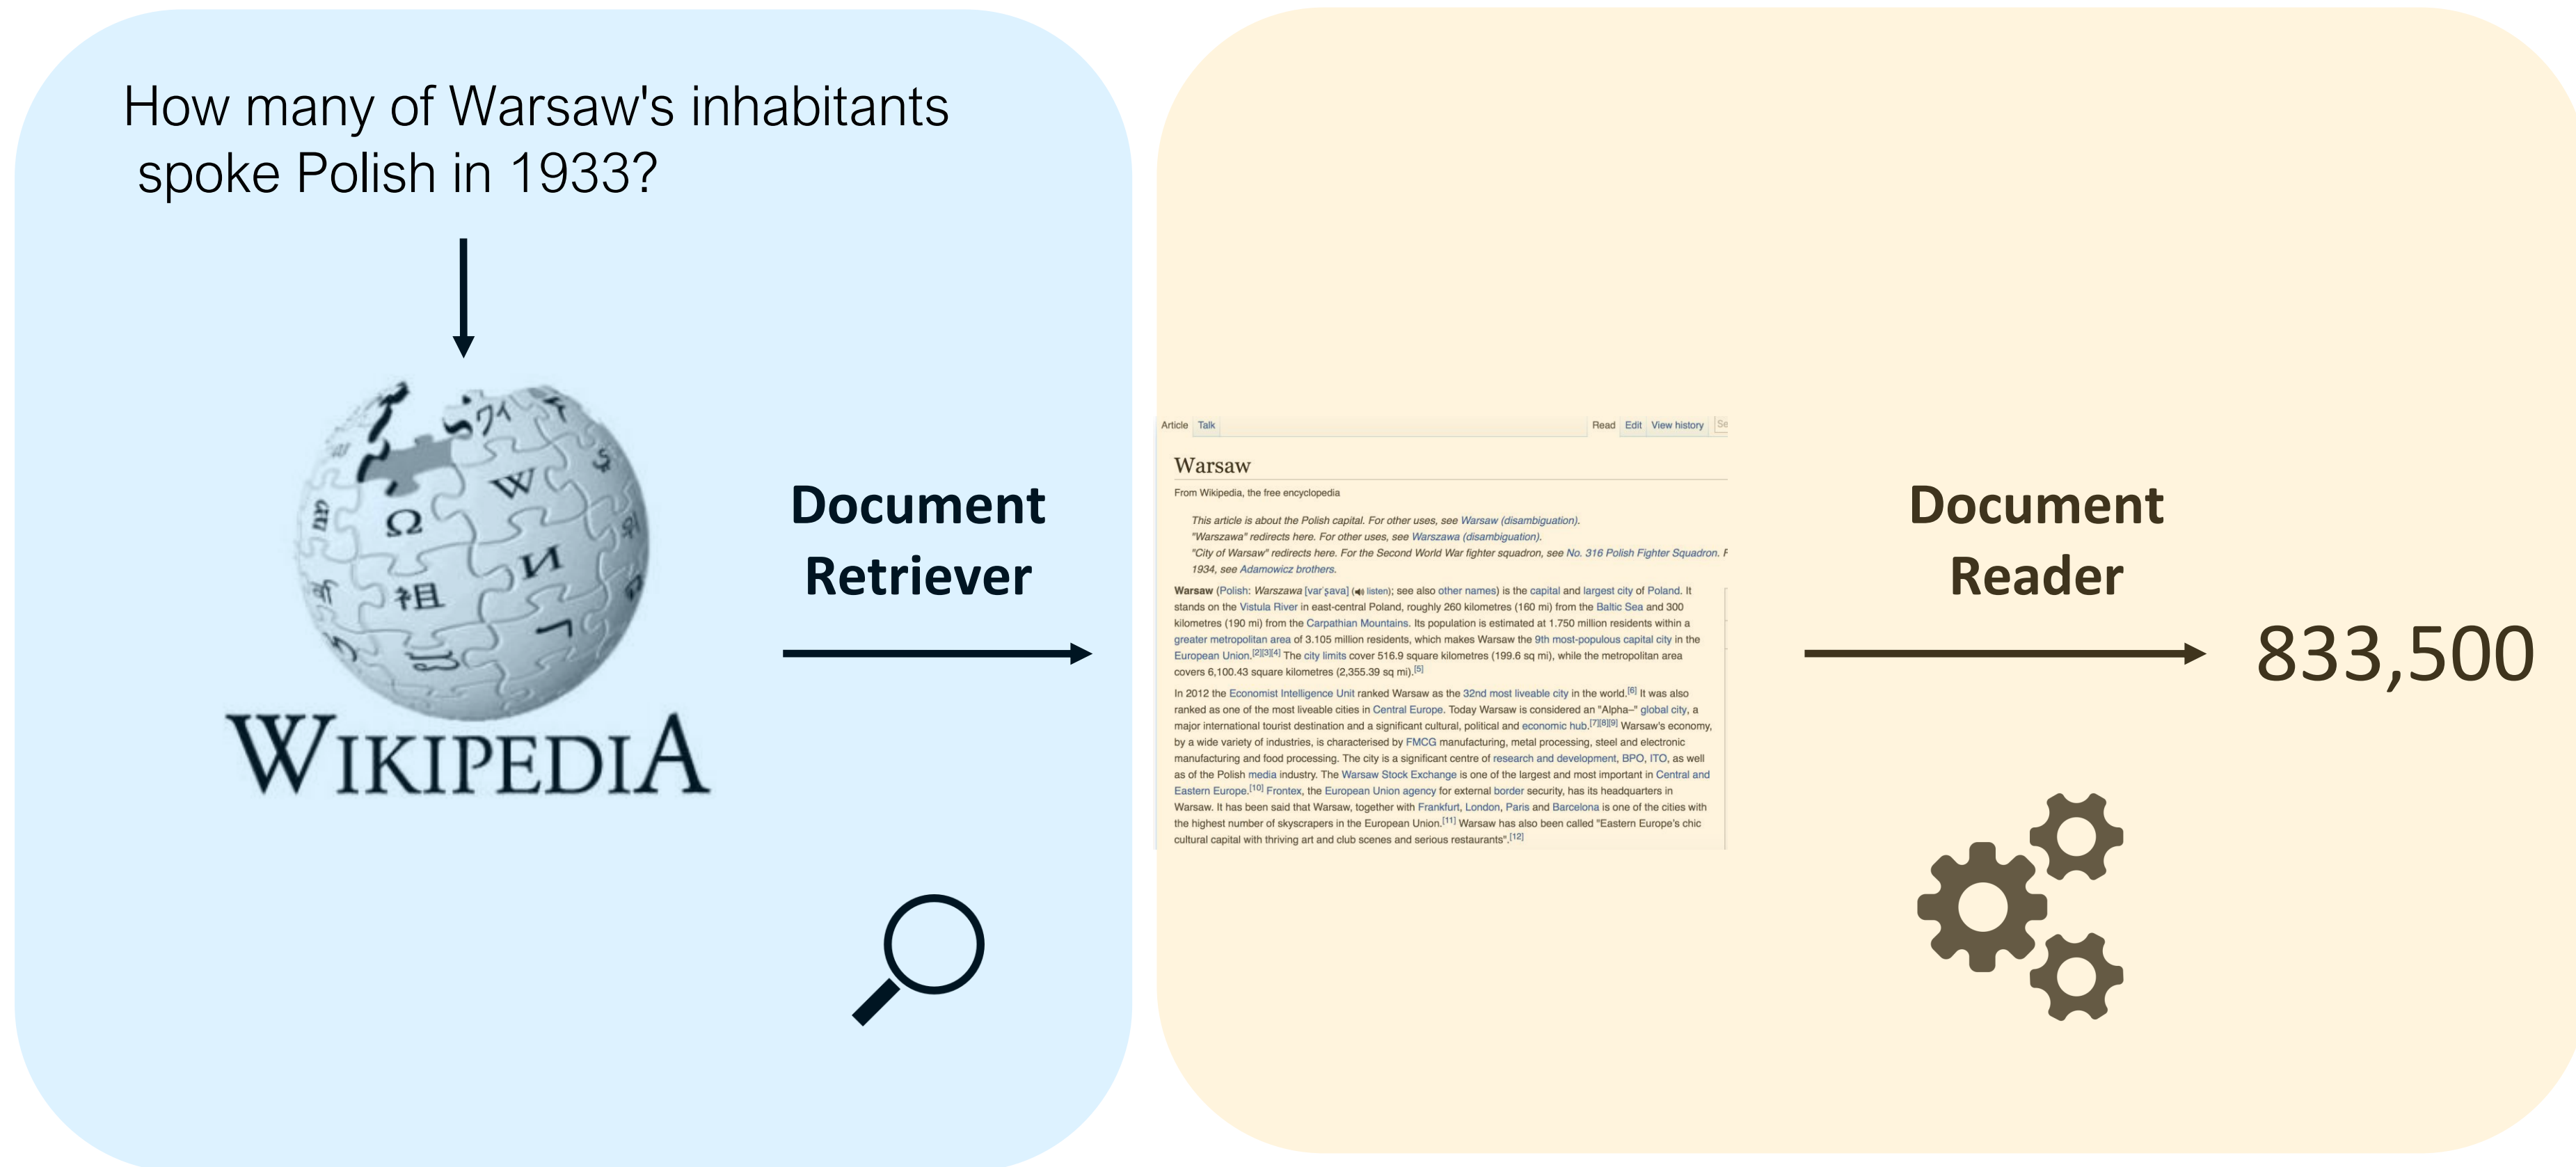 How many of Warsaw's inhabitants
spoke Polish in 1933?
WIKIPEDIA
Document
Retriever
Article Talk Read Edit View history Se
Warsaw
From Wikipedia, the free encyclopedia
This article is about the Polish capital. For other uses, see Warsaw (disambiguation).
"Warszawa" redirects here. For other uses, see Warszawa (disambiguation).
"City of Warsaw" redirects here. For the Second World War fighter squadron, see No. 316 Polish Fighter Squadron. F
1934, see Adamowicz brothers.
Warsaw (Polish: Warszawa [varˈʂava] (listen); see also other names) is the capital and largest city of Poland. It
stands on the Vistula River in east-central Poland, roughly 260 kilometres (160 mi) from the Baltic Sea and 300
kilometres (190 mi) from the Carpathian Mountains. Its population is estimated at 1.750 million residents within a
greater metropolitan area of 3.105 million residents, which makes Warsaw the 9th most-populous capital city in the
European Union.[2][3][4] The city limits cover 516.9 square kilometres (199.6 sq mi), while the metropolitan area
covers 6,100.43 square kilometres (2,355.39 sq mi).[5]
In 2012 the Economist Intelligence Unit ranked Warsaw as the 32nd most liveable city in the world.[6] It was also
ranked as one of the most liveable cities in Central Europe. Today Warsaw is considered an "Alpha–" global city, a
major international tourist destination and a significant cultural, political and economic hub.[7][8][9] Warsaw's economy,
by a wide variety of industries, is characterised by FMCG manufacturing, metal processing, steel and electronic
manufacturing and food processing. The city is a significant centre of research and development, BPO, ITO, as well
as of the Polish media industry. The Warsaw Stock Exchange is one of the largest and most important in Central and
Eastern Europe.[10] Frontex, the European Union agency for external border security, has its headquarters in
Warsaw. It has been said that Warsaw, together with Frankfurt, London, Paris and Barcelona is one of the cities with
the highest number of skyscrapers in the European Union.[11] Warsaw has also been called "Eastern Europe's chic
cultural capital with thriving art and club scenes and serious restaurants".[12]
Document
Reader
833,500